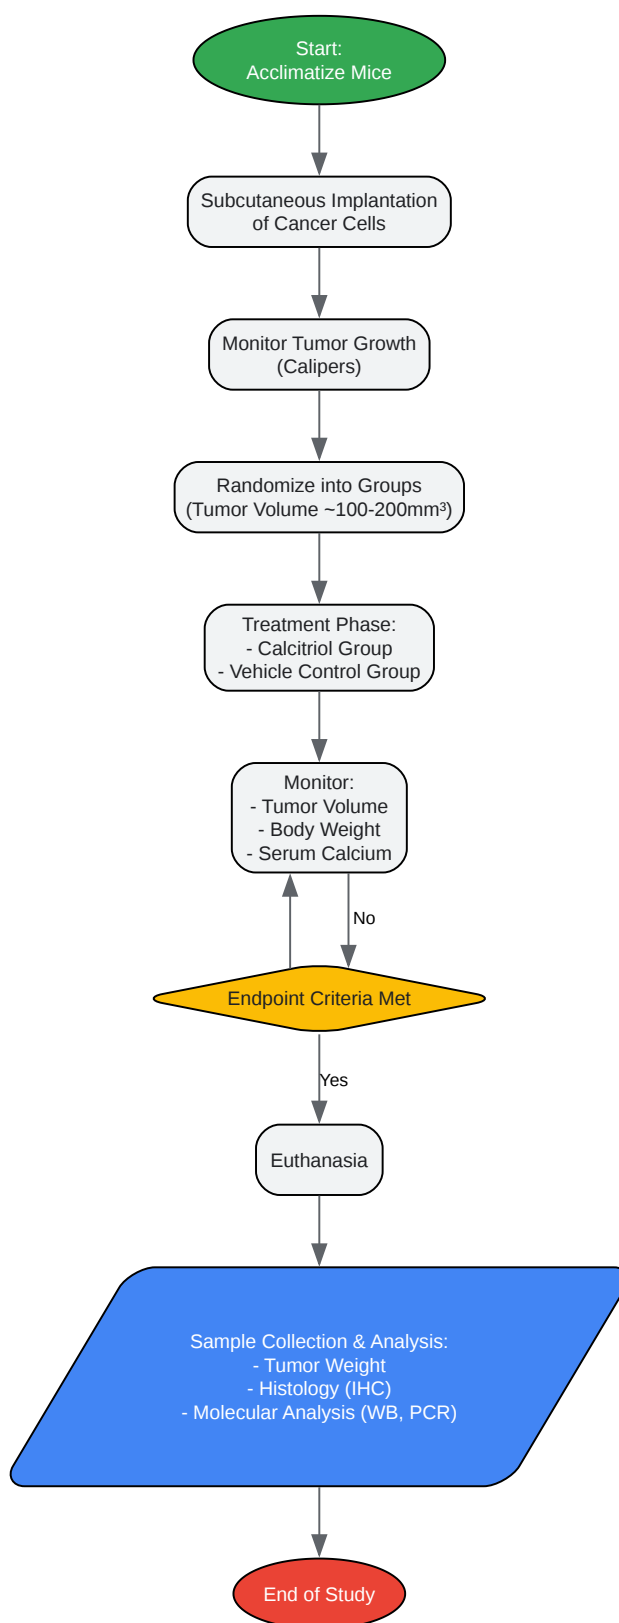 Start:
Acclimatize Mice
Subcutaneous Implantation
of Cancer Cells
Monitor Tumor Growth
(Calipers)
Randomize into Groups
(Tumor Volume ~100-200mm³)
Treatment Phase:
- Calcitriol Group
- Vehicle Control Group
Monitor:
- Tumor Volume
- Body Weight
- Serum Calcium
No
Endpoint Criteria Met
Yes
Euthanasia
Sample Collection & Analysis:
- Tumor Weight
- Histology (IHC)
- Molecular Analysis (WB, PCR)
End of Study